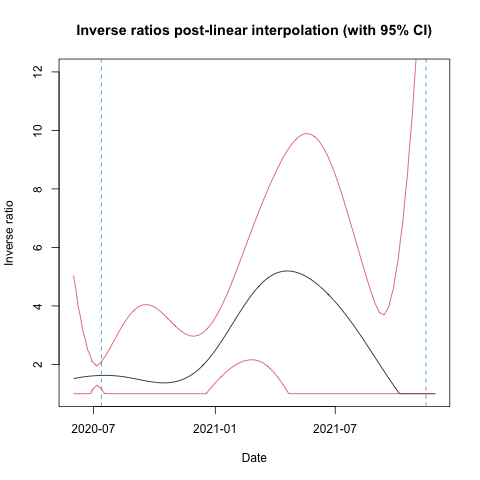 Inverse ratios post-linear interpolation (with 95% CI)
Inverse ratio
12
10
8
6
4
2
2020-07 2021-01 2021-07
Date